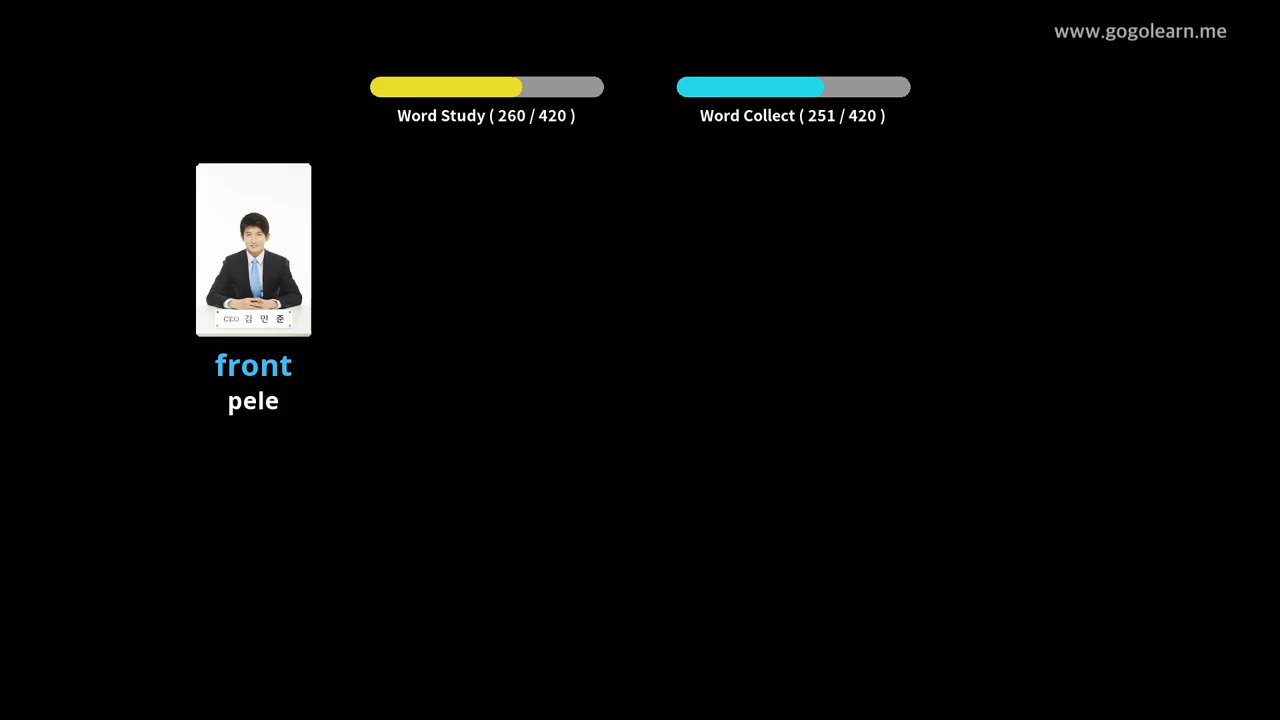 www.gogolearn.me
Word Study ( 260 / 420 )
Word Collect ( 251 / 420 )
CEO 김 민 준
front
pele